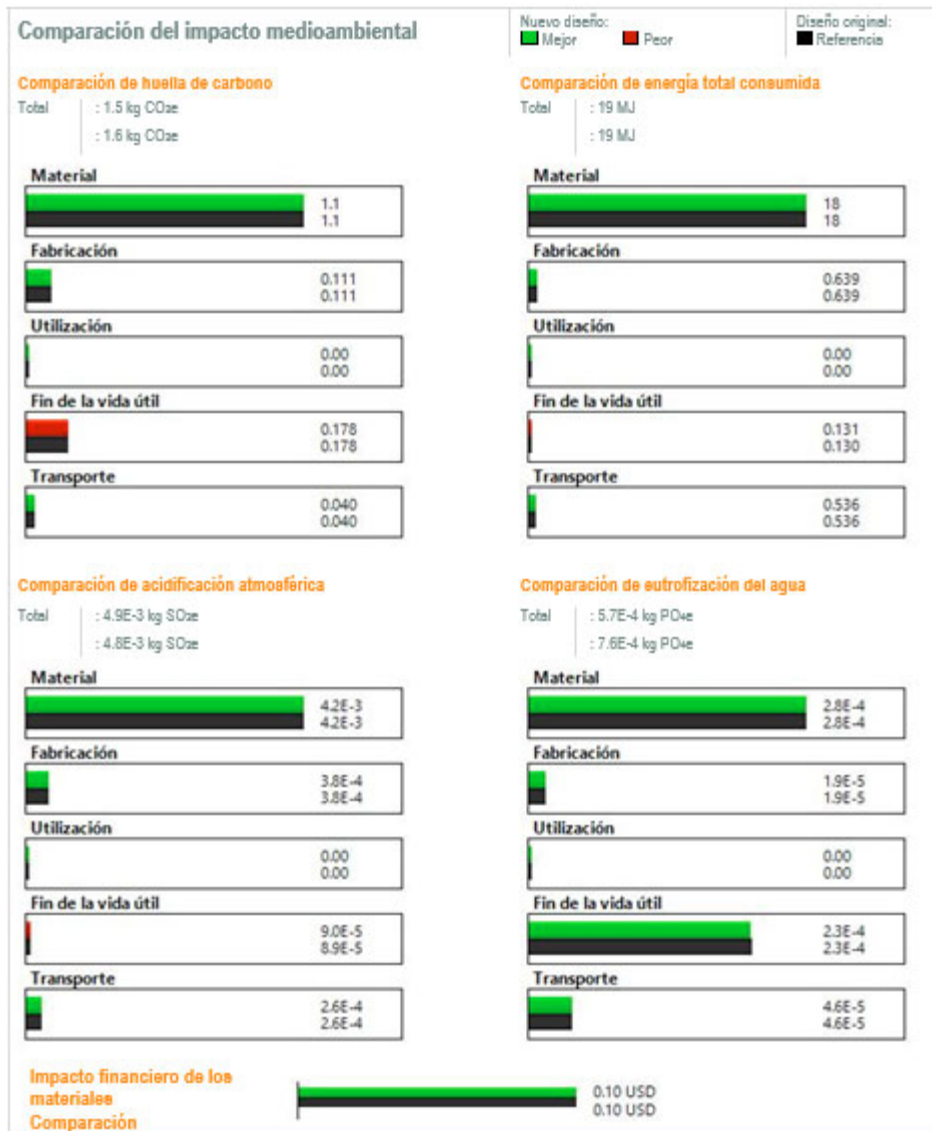 Comparación del impacto medioambiental
Nuevo diseño:
Mejor Peor
Diseño original:
Referencia
Comparación de huella de carbono
Total : 1.5 kg CO2e
: 1.6 kg CO2e
Material
1.1
1.1
Fabricación
0.111
0.111
Utilización
0.00
0.00
Fin de la vida útil
0.178
0.178
Transporte
0.040
0.040
Comparación de energía total consumida
Total : 19 MJ
: 19 MJ
Material
18
18
Fabricación
0.639
0.639
Utilización
0.00
0.00
Fin de la vida útil
0.131
0.130
Transporte
0.536
0.536
Comparación de acidificación atmosférica
Total : 4.9E-3 kg SO2e
: 4.8E-3 kg SO2e
Material
4.2E-3
4.2E-3
Fabricación
3.8E-4
3.8E-4
Utilización
0.00
0.00
Fin de la vida útil
9.0E-5
8.9E-5
Transporte
2.6E-4
2.6E-4
Comparación de eutrofización del agua
Total : 5.7E-4 kg PO4e
: 7.6E-4 kg PO4e
Material
2.8E-4
2.8E-4
Fabricación
1.9E-5
1.9E-5
Utilización
0.00
0.00
Fin de la vida útil
2.3E-4
2.3E-4
Transporte
4.6E-5
4.6E-5
Impacto financiero de los
materiales
Comparación
0.10 USD
0.10 USD